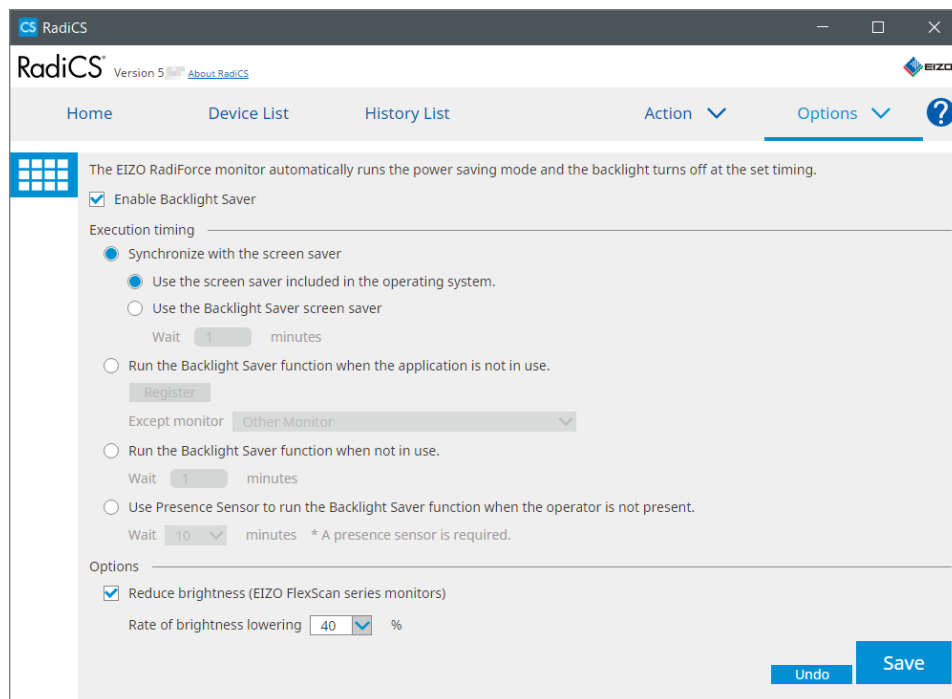 CS RadiCS
RadiCS® Version 5. About RadiCS EIZO
Home Device List History List Action Options ?
The EIZO RadiForce monitor automatically runs the power saving mode and the backlight turns off at the set timing.
Enable Backlight Saver
Execution timing
Synchronize with the screen saver
Use the screen saver included in the operating system.
Use the Backlight Saver screen saver
Wait 1 minutes
Run the Backlight Saver function when the application is not in use.
Register
Except monitor Other Monitor
Run the Backlight Saver function when not in use.
Wait 1 minutes
Use Presence Sensor to run the Backlight Saver function when the operator is not present.
Wait 10 minutes * A presence sensor is required.
Options
Reduce brightness (EIZO FlexScan series monitors)
Rate of brightness lowering 40 %
Save
Undo